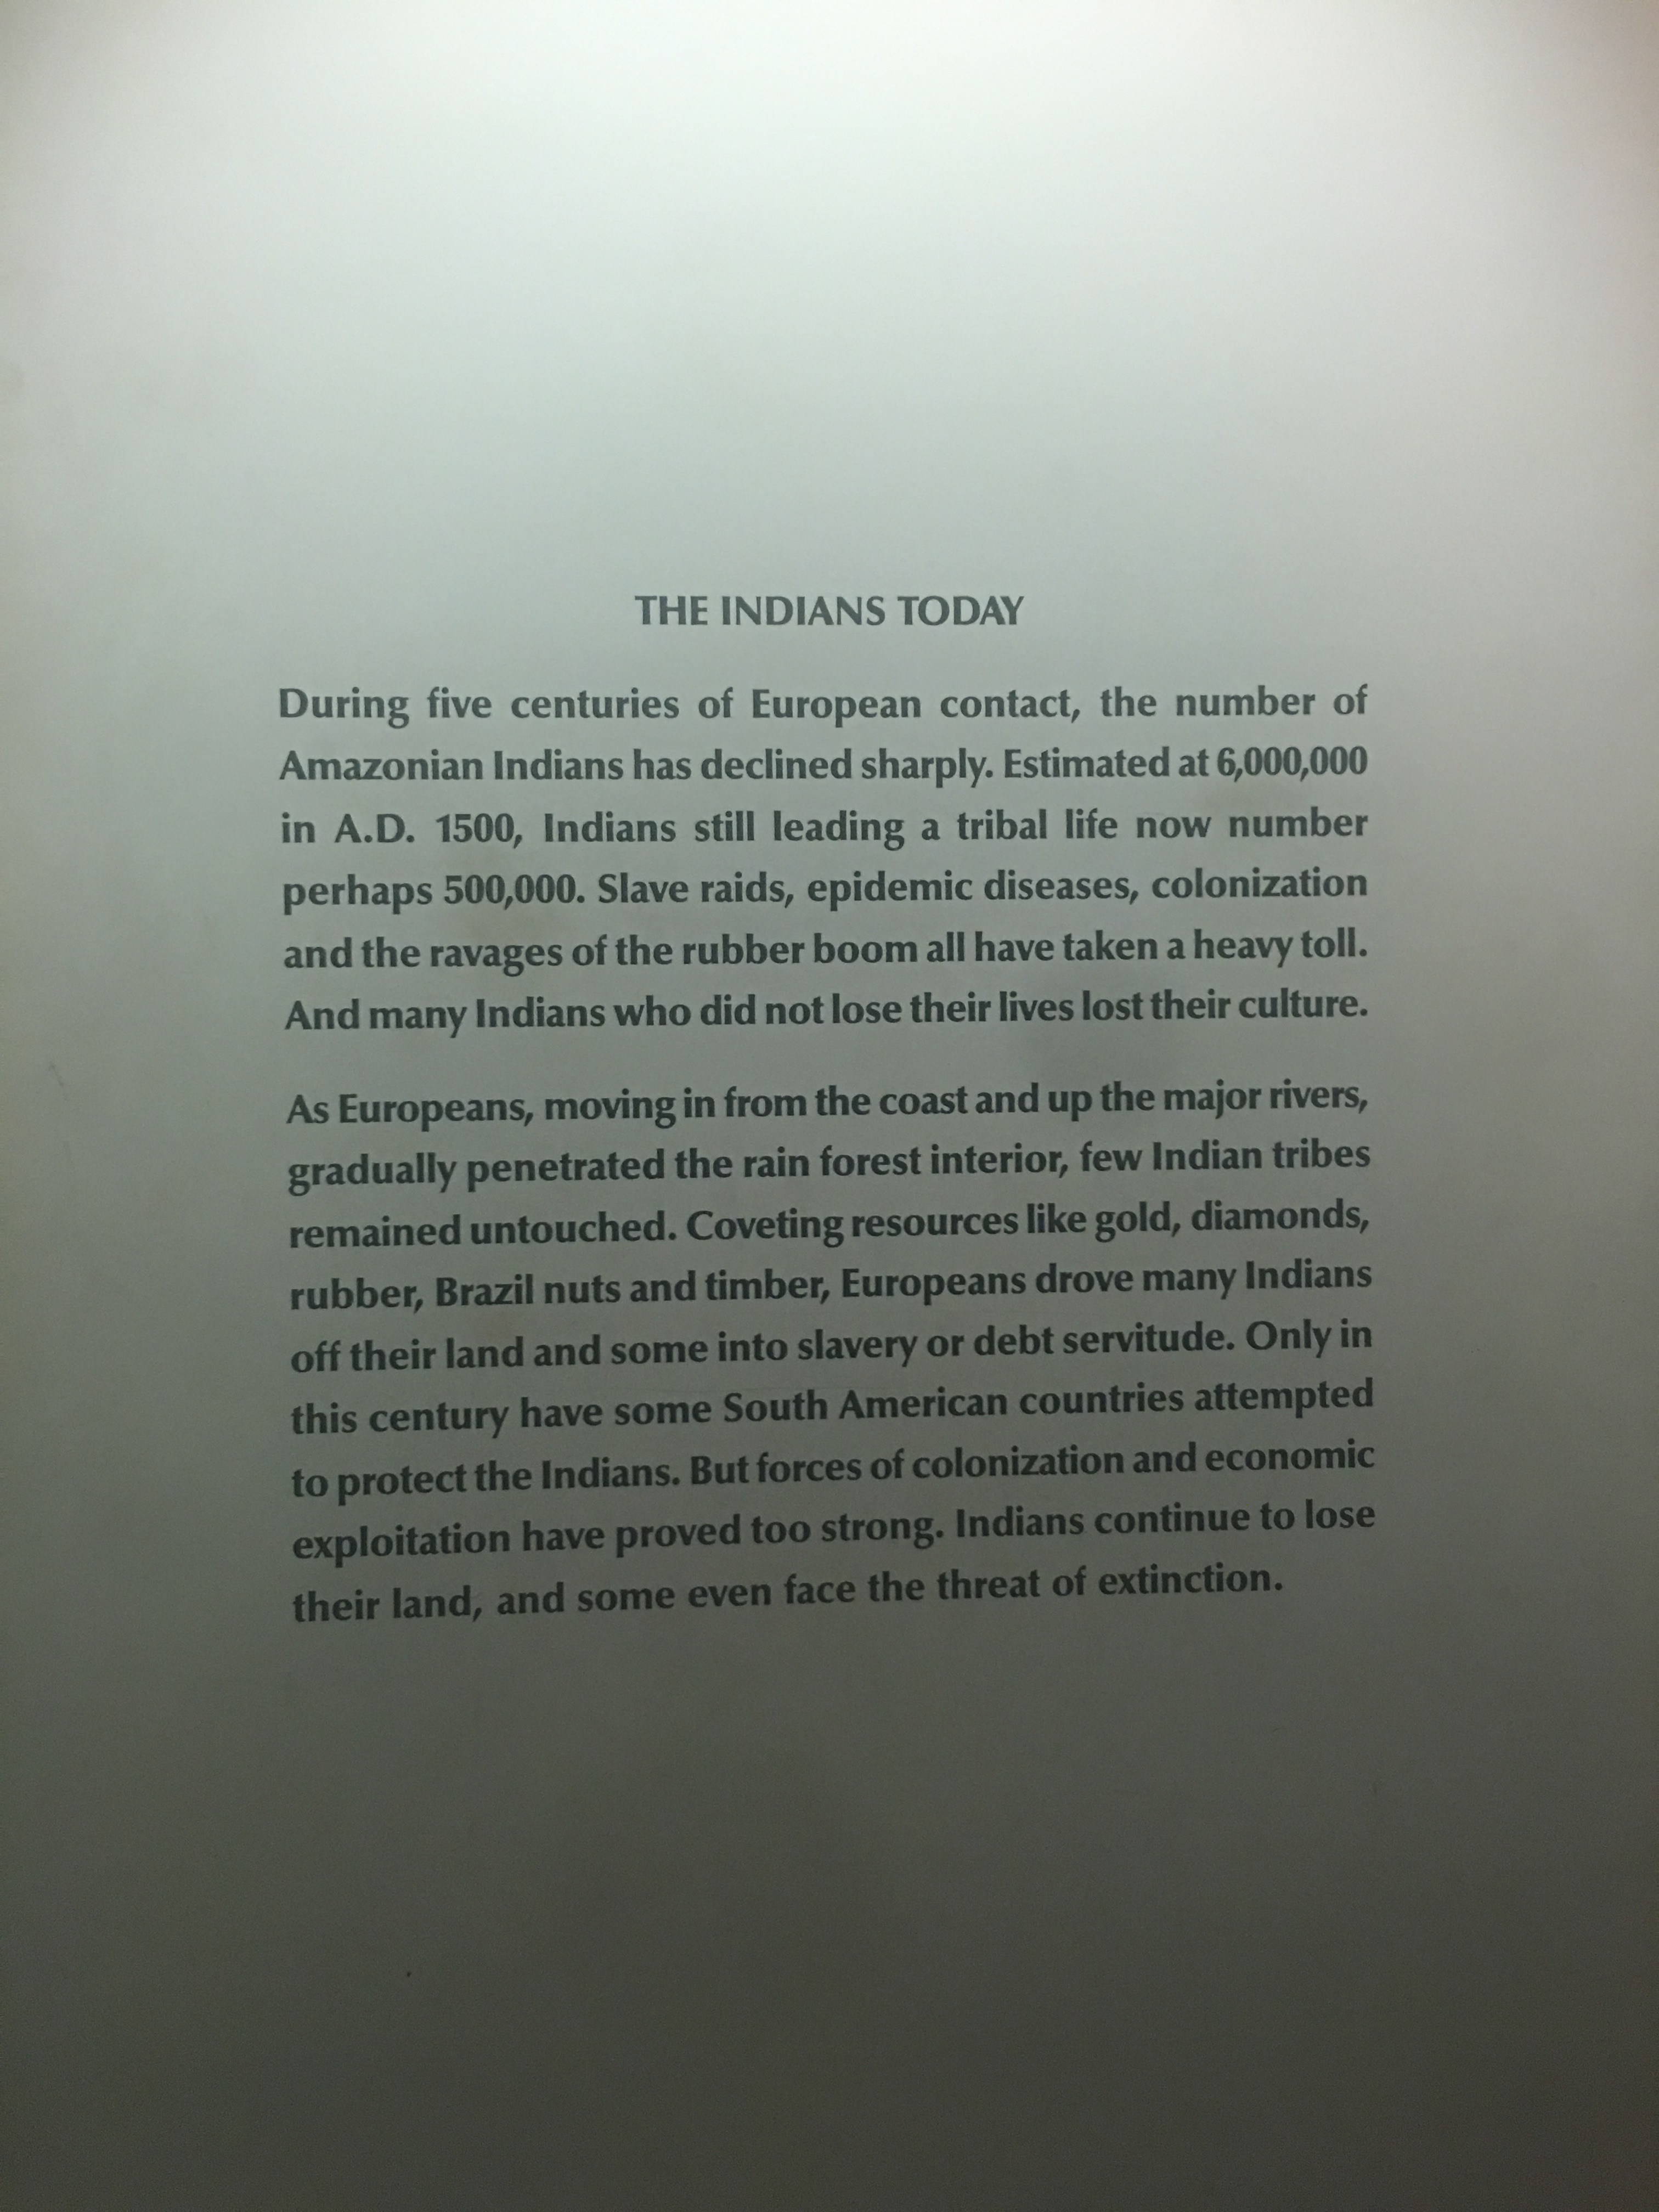 THE INDIANS TODAY
During five centuries of European contact, the number of
Amazonian Indians has declined sharply. Estimated at 6,000,000
in A.D. 1500, Indians still leading a tribal life now number
perhaps 500,000. Slave raids, epidemic diseases, colonization
and the ravages of the rubber boom all have taken a heavy toll.
And many Indians who did not lose their lives lost their culture.
As Europeans, moving in from the coast and up the major rivers,
gradually penetrated the rain forest interior, few Indian tribes
remained untouched. Coveting resources like gold, diamonds,
rubber, Brazil nuts and timber, Europeans drove many Indians
off their land and some into slavery or debt servitude. Only in
this century have some South American countries attempted
to protect the Indians. But forces of colonization and economic
exploitation have proved too strong. Indians continue to lose
their land, and some even face the threat of extinction.